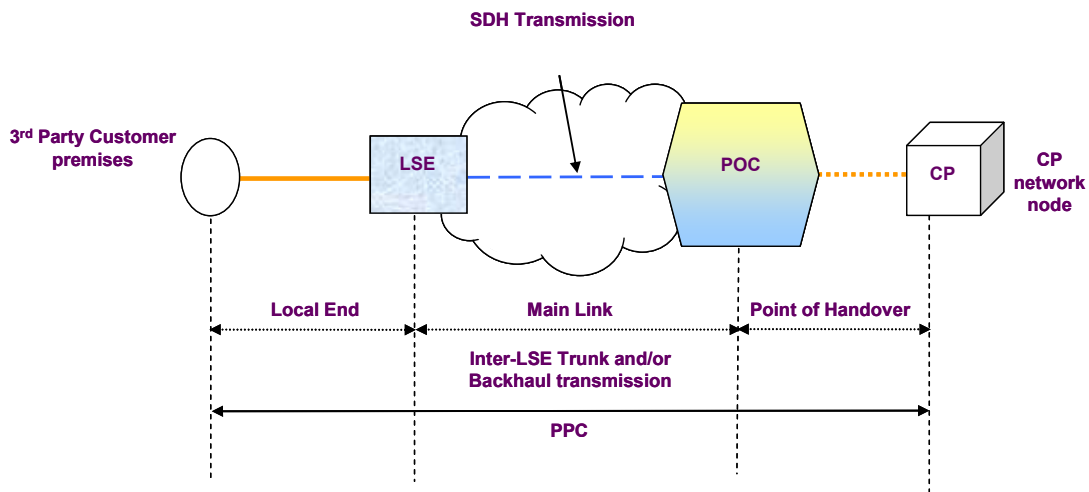 SDH Transmission
3rd Party Customer
premises
LSE
POC
CP
CP
network
node
Local End
Main Link
Point of Handover
Inter-LSE Trunk and/or
Backhaul transmission
PPC